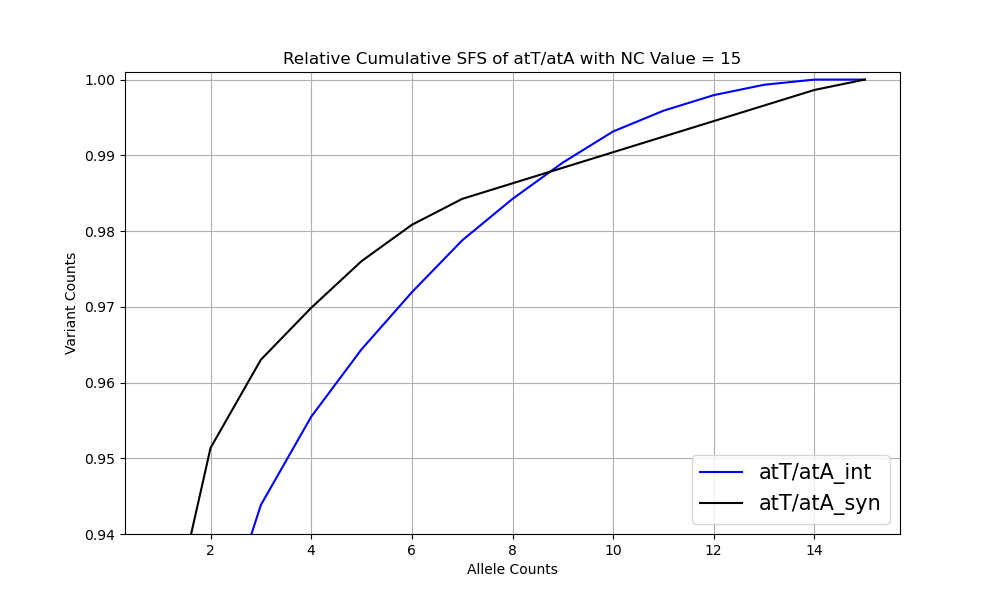 Relative Cumulative SFS of atT/atA with NC Value = 15
1.00
0.99
0.98
0.97
0.96
0.95
0.94
Variant Counts
2 4 6 8 10 12 14
Allele Counts
atT/atA_int
atT/atA_syn